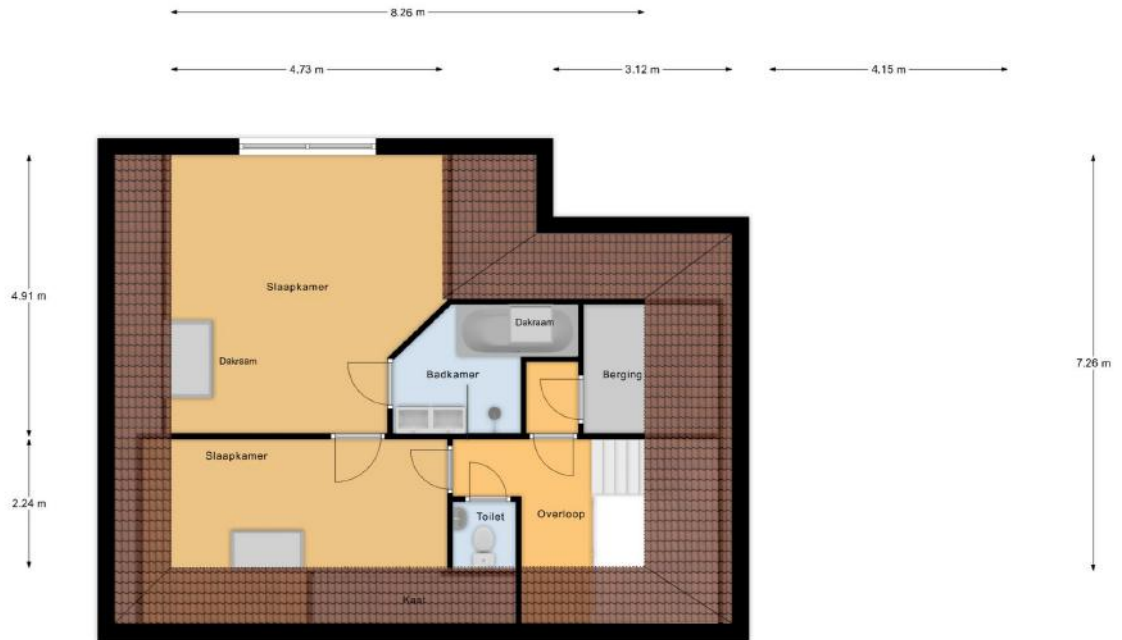 8.26 m
4.73 m
3.12 m
4.15 m
Slaapkamer
4.91 m
Dakraam
Dakraam
Badkamer
Berging
7.26 m
Slaapkamer
2.24 m
Toilet
Overloop
Kast